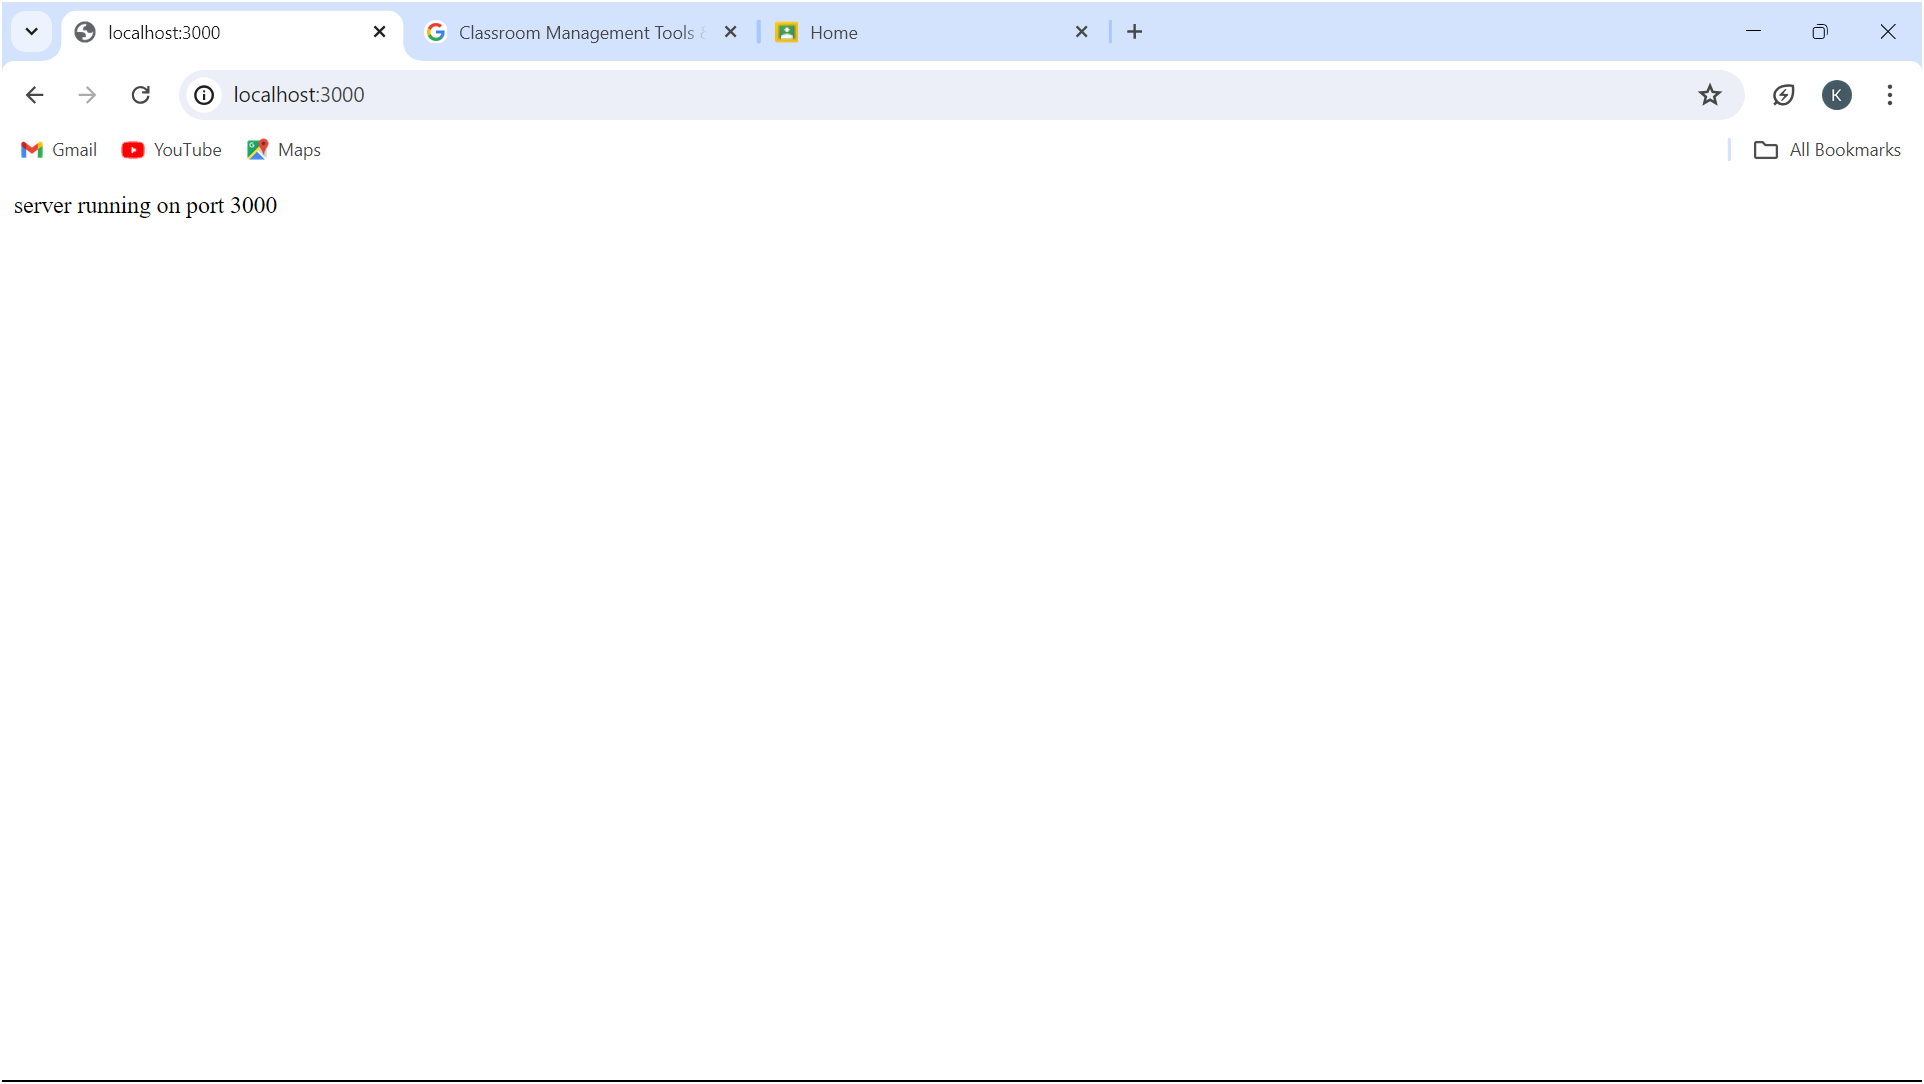 localhost:3000
Classroom Management Tools
Home
localhost:3000
K
Gmail
YouTube
Maps
All Bookmarks
server running on port 3000